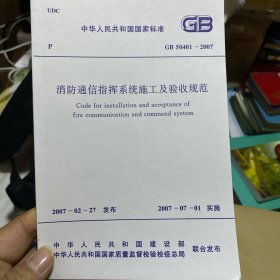 UDC
中华人民共和国国家标准
GB
P
GB 50401－2007
消防通信指挥系统施工及验收规范
Code for installation and acceptance of
fire communication and command system
2007－02－27 发布
2007－07－01 实施
中华人民共和国建设部
中华人民共和国国家质量监督检验检疫总局
联合发布